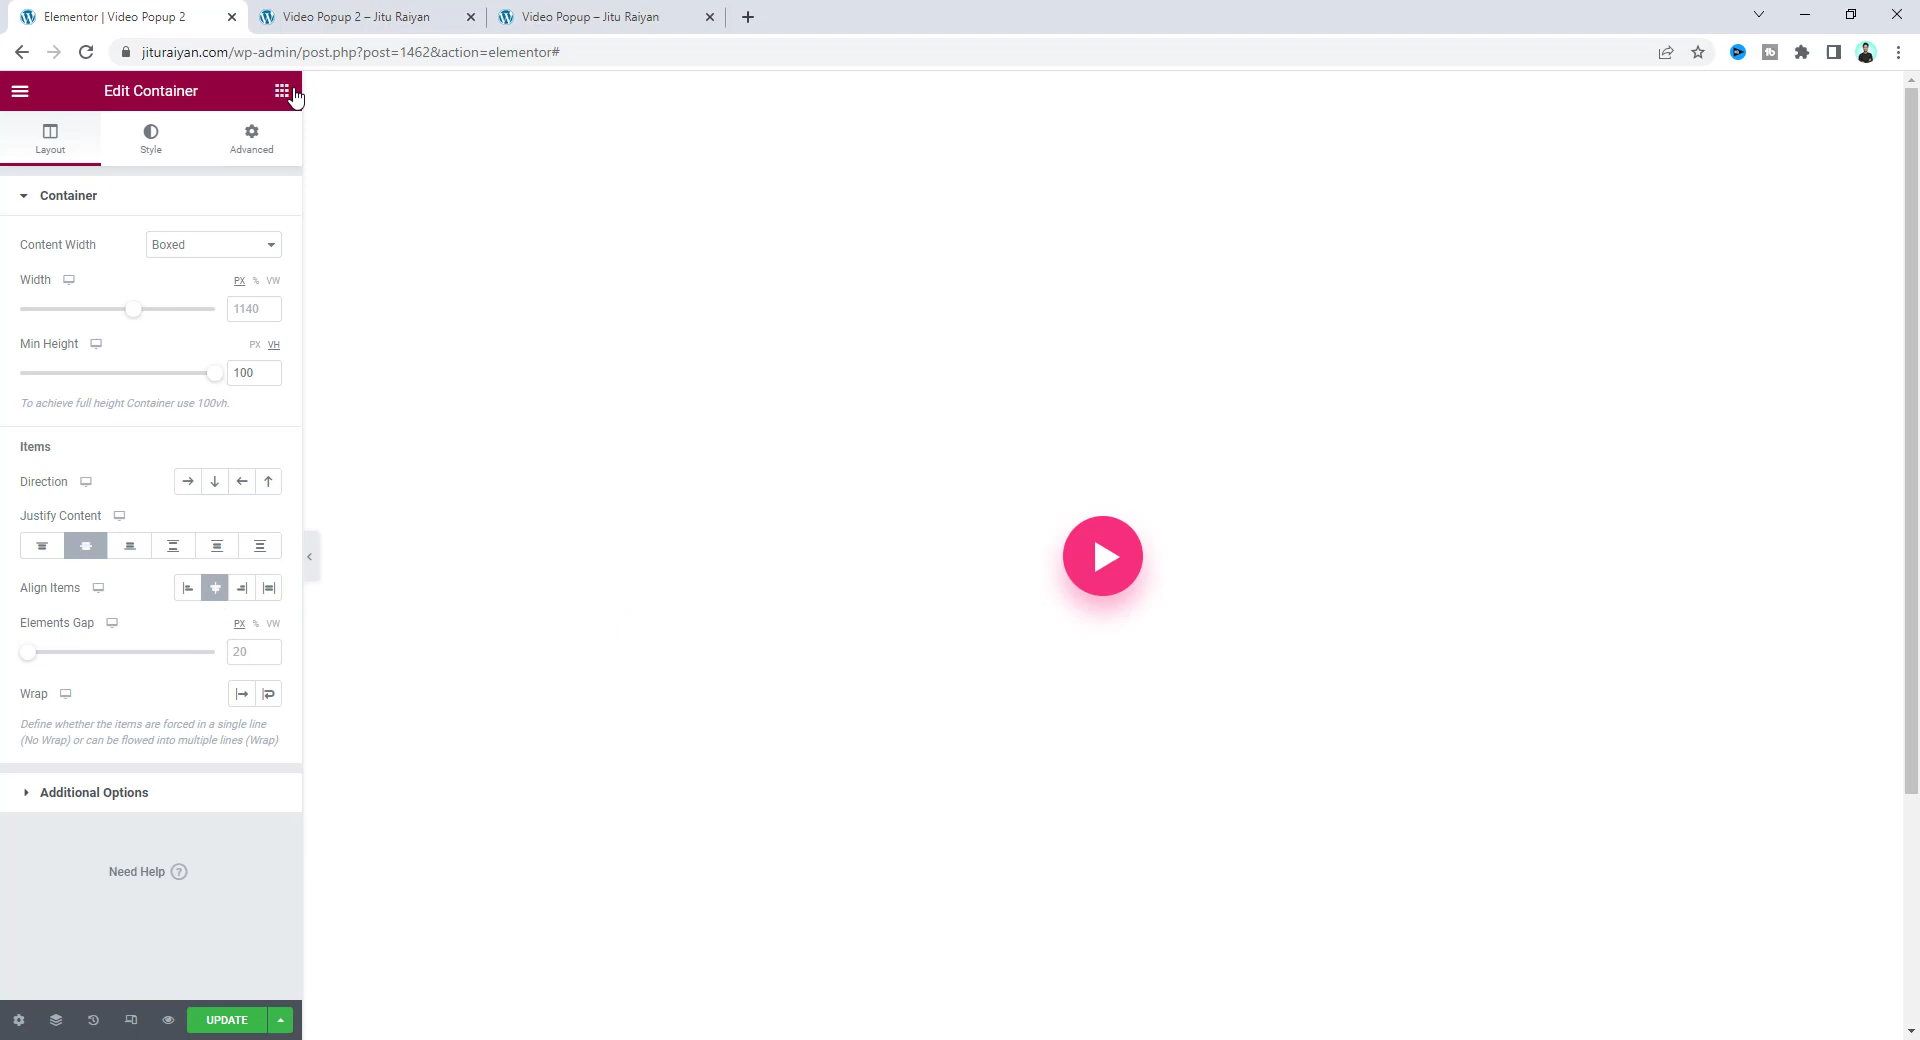 Elementor | Video Popup 2
Video Popup 2 – Jitu Raiyan
Video Popup – Jitu Raiyan
jituraiyan.com/wp-admin/post.php?post=1462&action=elementor#
Edit Container
Layout
Style
Advanced
Container
Content Width
Boxed
Width
PX % VW
1140
Min Height
PX VH
100
To achieve full height Container use 100vh.
Items
Direction
Justify Content
Align Items
Elements Gap
PX % VW
20
Wrap
Define whether the items are forced in a single line
(No Wrap) or can be flowed into multiple lines (Wrap)
Additional Options
Need Help ?
UPDATE